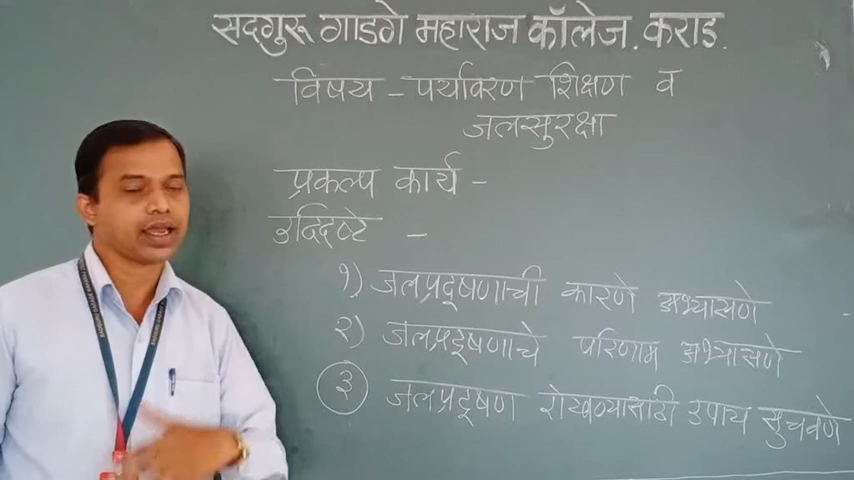 सदगुरु गाडगे महाराज कॉलेज. कराड.
विषय - पर्यावरण शिक्षण व
जलसुरक्षा
प्रकल्प कार्य -
उद्दिष्टे -
१) जलप्रदूषणाची कारणे अभ्यासणे
२) जलप्रदूषणाचे परिणाम अभ्यासणे
३ जलप्रदूषण रोखण्यासाठी उपाय सुचवणे